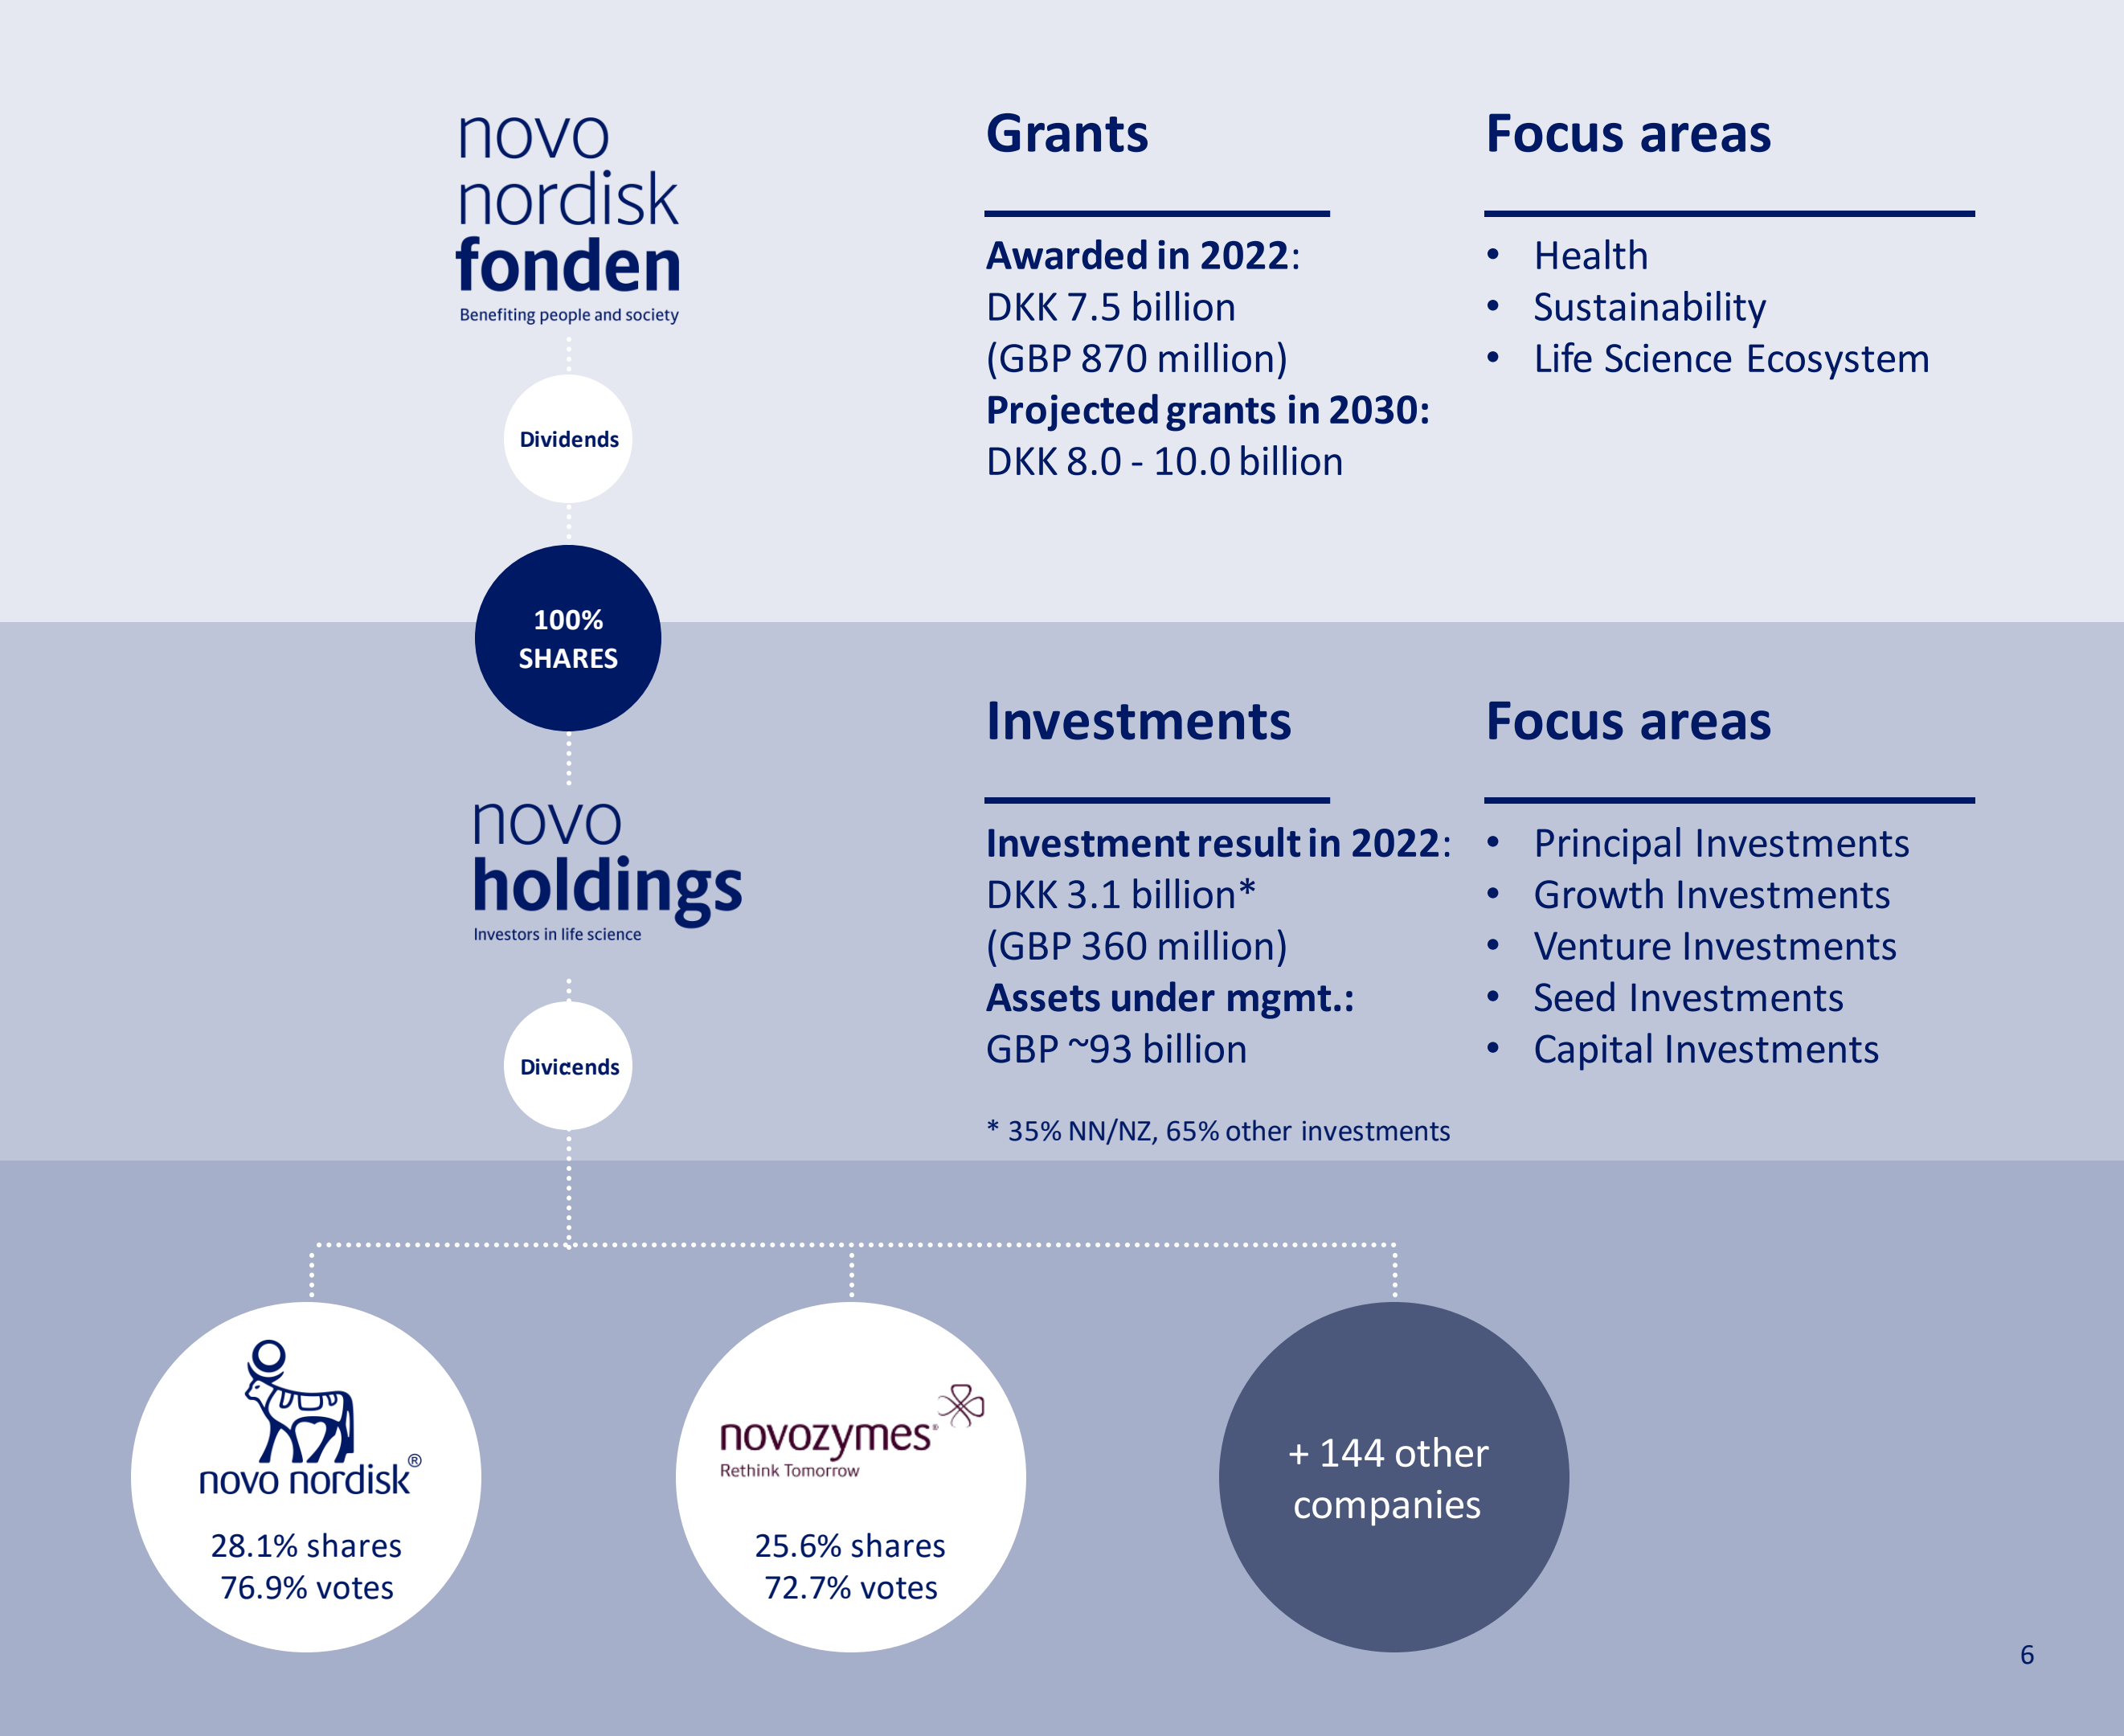 novo
nordisk
fonden
Benefiting people and society
Dividends
100%
SHARES
Grants
Awarded in 2022:
DKK 7.5 billion
(GBP 870 million)
Projected grants in 2030:
DKK 8.0 - 10.0 billion
Focus areas
• Health
• Sustainability
• Life Science Ecosystem
novo
holdings
Investors in life science
Dividends
Investments
Investment result in 2022:
DKK 3.1 billion*
(GBP 360 million)
Assets under mgmt.:
GBP ~93 billion
* 35% NN/NZ, 65% other investments
Focus areas
• Principal Investments
• Growth Investments
• Venture Investments
• Seed Investments
• Capital Investments
novo nordisk®
28.1% shares
76.9% votes
novozymes®
Rethink Tomorrow
25.6% shares
72.7% votes
+ 144 other
companies
6